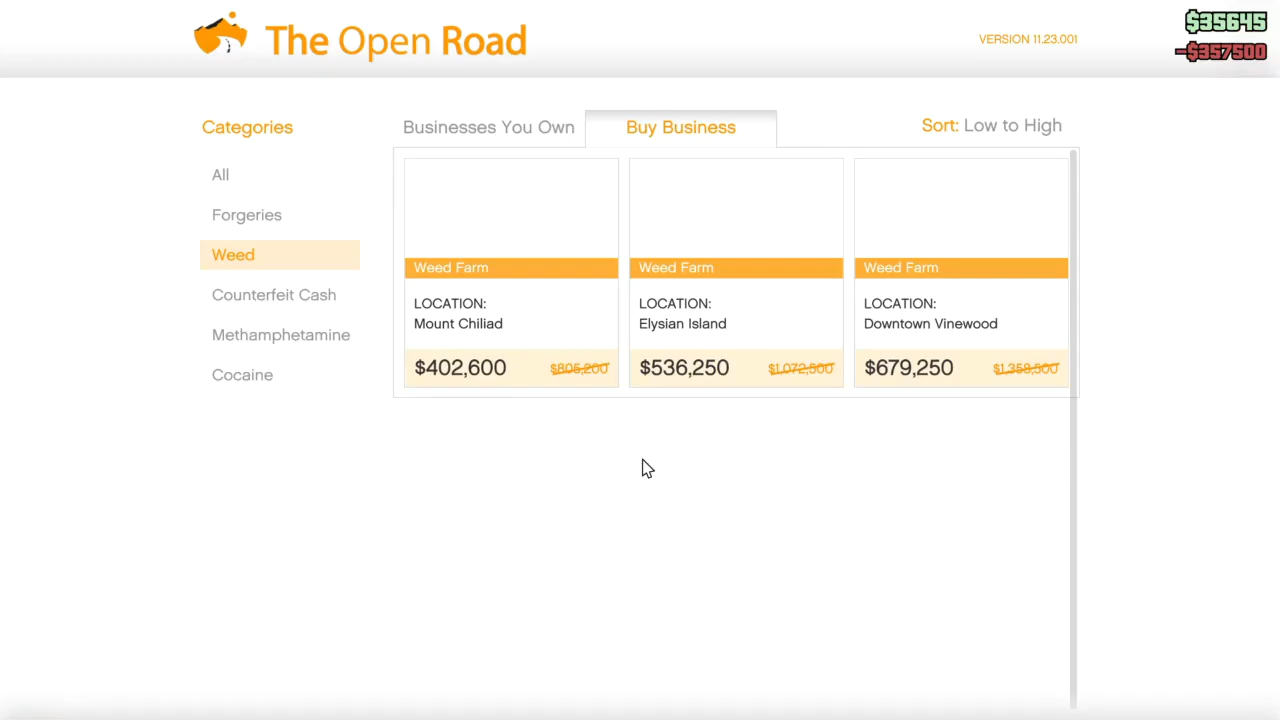 The Open Road
VERSION 11.23.001
$35645
-$357500
Categories
Businesses You Own
Buy Business
Sort: Low to High
All
Forgeries
Weed
Counterfeit Cash
Methamphetamine
Cocaine
Weed Farm
LOCATION:
Mount Chiliad
$402,600 $805,200
Weed Farm
LOCATION:
Elysian Island
$536,250 $1,072,500
Weed Farm
LOCATION:
Downtown Vinewood
$679,250 $1,358,500